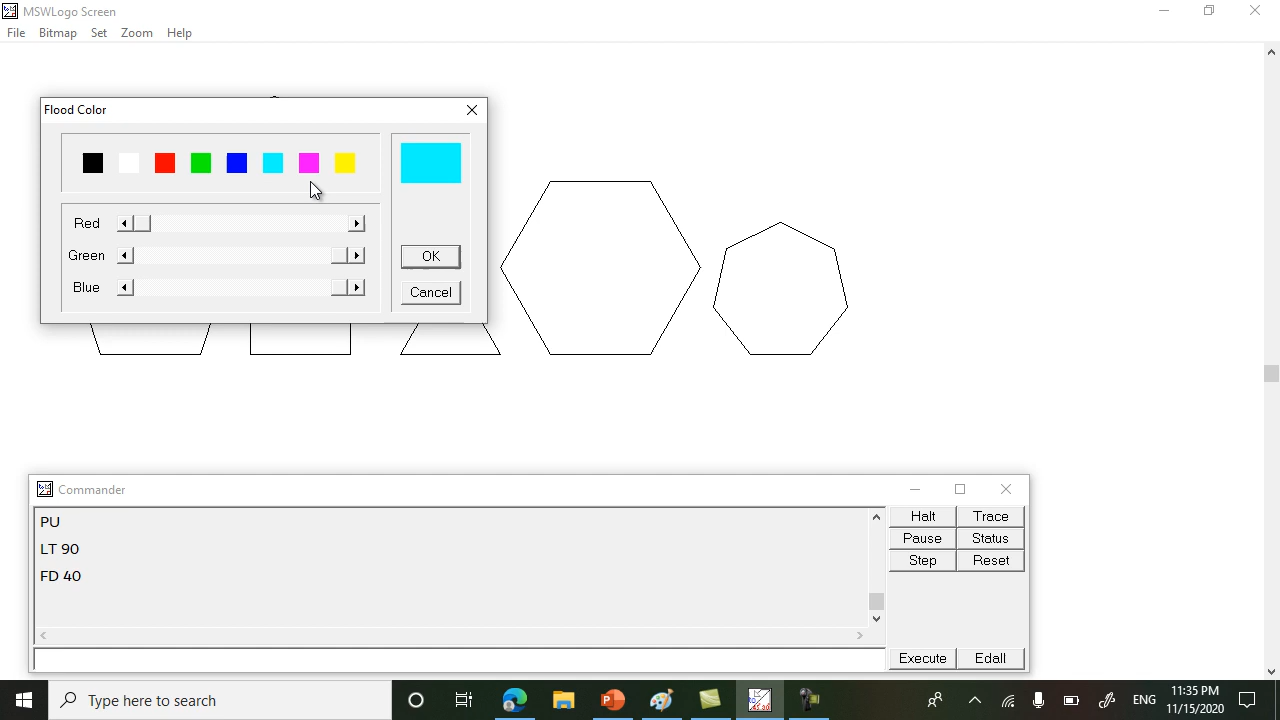 MSWLogo Screen
File Bitmap Set Zoom Help
Flood Color
Red
Green
Blue
OK
Cancel
Commander
PU
LT 90
FD 40
Halt Trace
Pause Status
Step Reset
Execute Edall
Type here to search
ENG
11:35 PM
11/15/2020